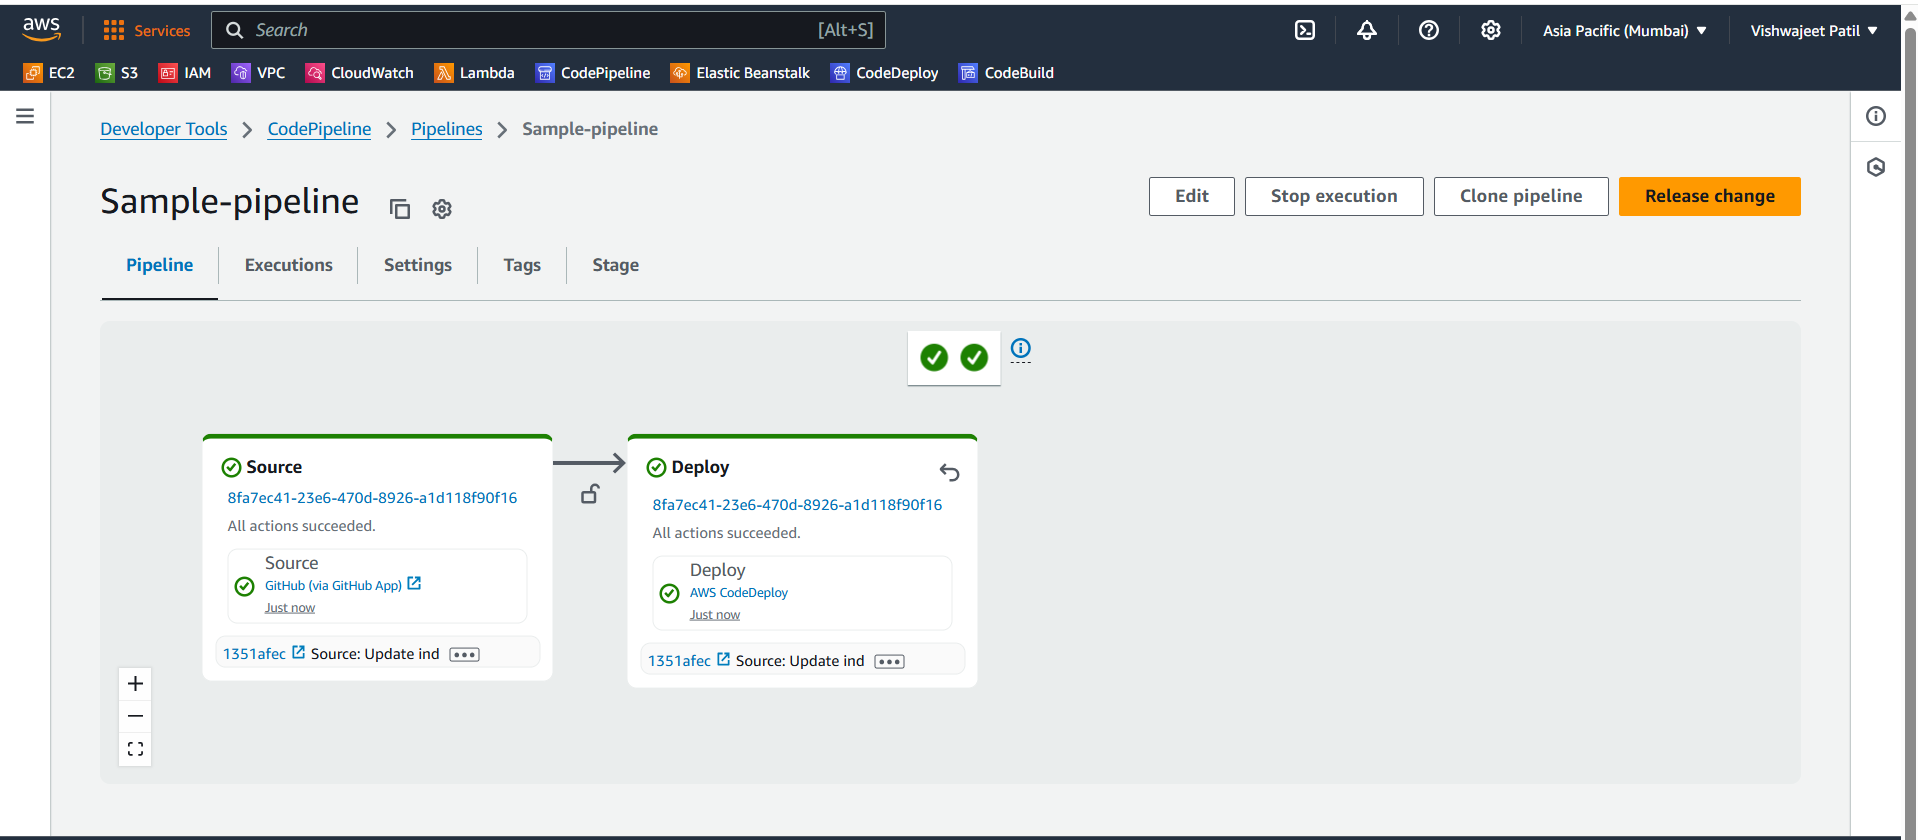 aws Services Search [Alt+S] Asia Pacific (Mumbai) Vishwajeet Patil
EC2 S3 IAM VPC CloudWatch Lambda CodePipeline Elastic Beanstalk CodeDeploy CodeBuild
Developer Tools CodePipeline Pipelines Sample-pipeline
Sample-pipeline Edit Stop execution Clone pipeline Release change
Pipeline Executions Settings Tags Stage
Source
8fa7ec41-23e6-470d-8926-a1d118f90f16
All actions succeeded.
Source
GitHub (via GitHub App)
Just now
1351afec Source: Update ind
Deploy
8fa7ec41-23e6-470d-8926-a1d118f90f16
All actions succeeded.
Deploy
AWS CodeDeploy
Just now
1351afec Source: Update ind